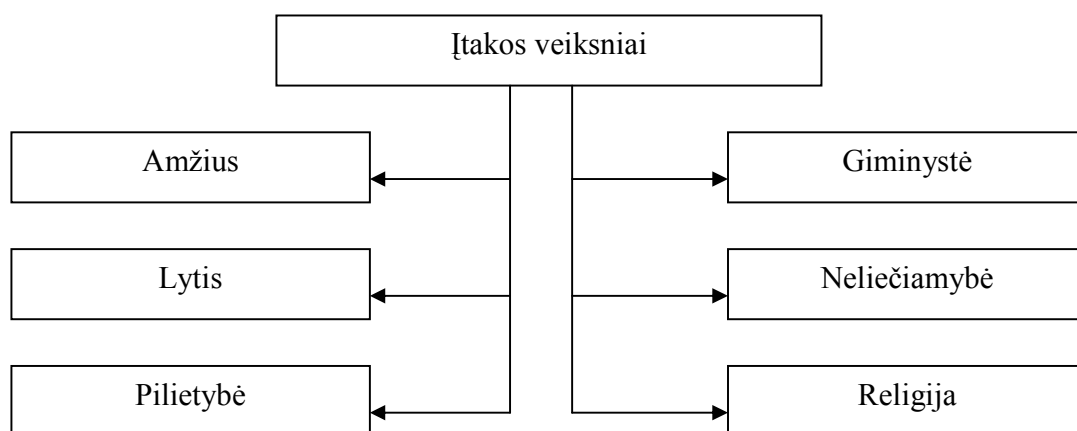 Įtakos veiksniai
Amžius
Giminystė
Lytis
Neliečiamybė
Pilietybė
Religija